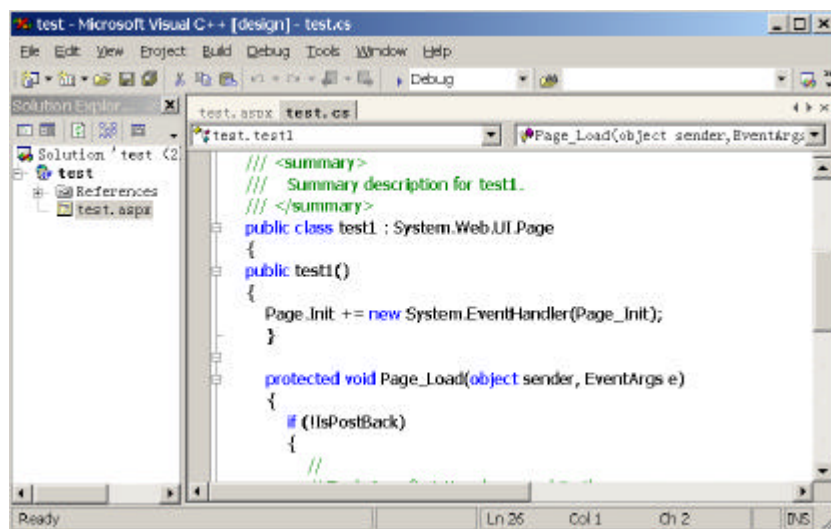 test - Microsoft Visual C++ [design] - test.cs
File Edit View Project Build Debug Tools Window Help
Debug
Solution Explor...
test.aspx test.cs
test.test1
Page_Load(object sender,EventArgs
Solution 'test (2
test
References
test.aspx
/// <summary>
/// Summary description for test1.
/// </summary>
public class test1 : System.Web.UI.Page
{
public test1()
{
Page.Init += new System.EventHandler(Page_Init);
}
protected void Page_Load(object sender, EventArgs e)
{
if (!IsPostBack)
{
//
Ready Ln 26 Col 1 Ch 2 INS